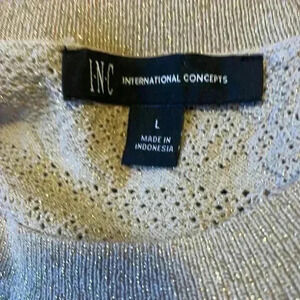 I·N·C INTERNATIONAL CONCEPTS
L
MADE IN
INDONESIA